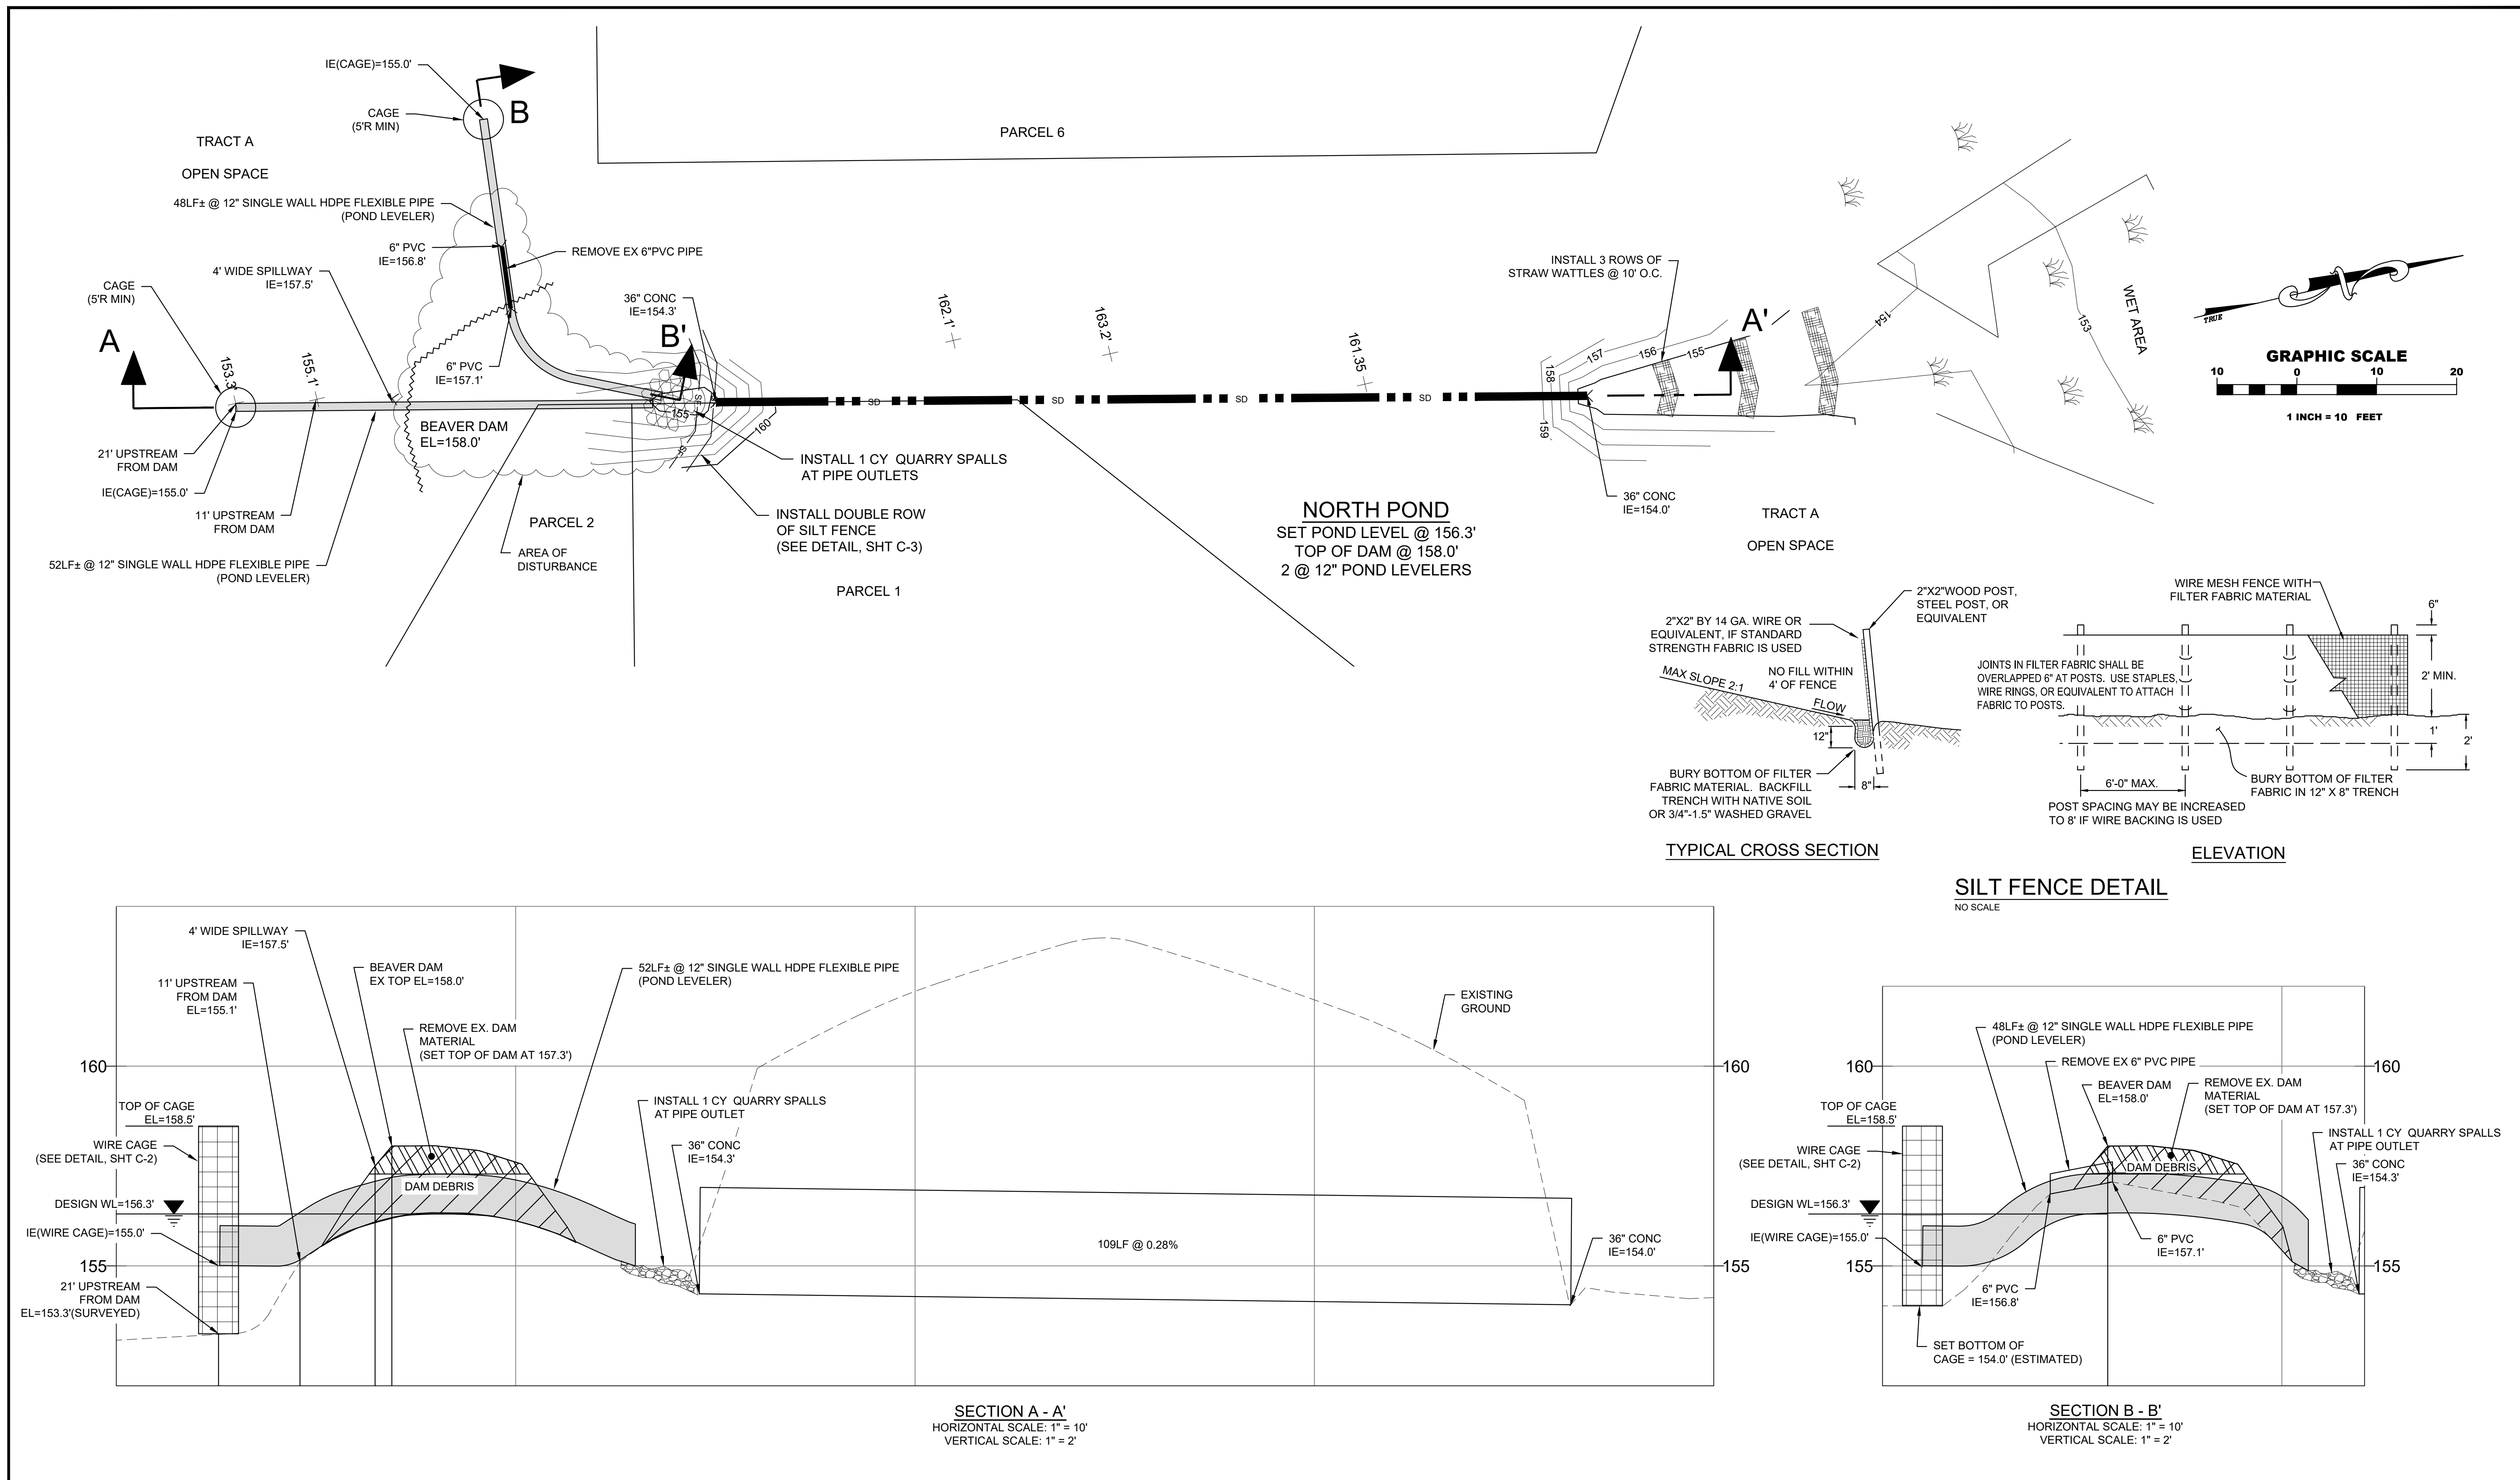 IE(CAGE)=155.0'
B
CAGE
(5'R MIN)
TRACT A
OPEN SPACE
PARCEL 6
48LF± @ 12" SINGLE WALL HDPE FLEXIBLE PIPE
(POND LEVELER)
6" PVC
IE=156.8'
REMOVE EX 6"PVC PIPE
4' WIDE SPILLWAY
IE=157.5'
CAGE
(5'R MIN)
36" CONC
IE=154.3'
INSTALL 3 ROWS OF
STRAW WATTLES @ 10' O.C.
A
B'
A'
153.3'
155.1'
162.1'
163.2'
161.35
6" PVC
IE=157.1'
BEAVER DAM
EL=158.0'
155
SF
SF
160
SD
SD
SD
SD
158
157
156
155
159
154
153
WET AREA
TRUE
GRAPHIC SCALE
10 0 10 20
1 INCH = 10 FEET
21' UPSTREAM
FROM DAM
IE(CAGE)=155.0'
11' UPSTREAM
FROM DAM
52LF± @ 12" SINGLE WALL HDPE FLEXIBLE PIPE
(POND LEVELER)
PARCEL 2
AREA OF
DISTURBANCE
INSTALL 1 CY QUARRY SPALLS
AT PIPE OUTLETS
INSTALL DOUBLE ROW
OF SILT FENCE
(SEE DETAIL, SHT C-3)
PARCEL 1
NORTH POND
SET POND LEVEL @ 156.3'
TOP OF DAM @ 158.0'
2 @ 12" POND LEVELERS
36" CONC
IE=154.0'
TRACT A
OPEN SPACE
2"X2"WOOD POST,
STEEL POST, OR
EQUIVALENT
2"X2" BY 14 GA. WIRE OR
EQUIVALENT, IF STANDARD
STRENGTH FABRIC IS USED
MAX SLOPE 2:1
NO FILL WITHIN
4' OF FENCE
FLOW
12"
8"
BURY BOTTOM OF FILTER
FABRIC MATERIAL. BACKFILL
TRENCH WITH NATIVE SOIL
OR 3/4"-1.5" WASHED GRAVEL
TYPICAL CROSS SECTION
WIRE MESH FENCE WITH
FILTER FABRIC MATERIAL
6"
2' MIN.
1'
2'
JOINTS IN FILTER FABRIC SHALL BE
OVERLAPPED 6" AT POSTS. USE STAPLES,
WIRE RINGS, OR EQUIVALENT TO ATTACH
FABRIC TO POSTS.
6'-0" MAX.
BURY BOTTOM OF FILTER
FABRIC IN 12" X 8" TRENCH
POST SPACING MAY BE INCREASED
TO 8' IF WIRE BACKING IS USED
ELEVATION
SILT FENCE DETAIL
NO SCALE
4' WIDE SPILLWAY
IE=157.5'
11' UPSTREAM
FROM DAM
EL=155.1'
BEAVER DAM
EX TOP EL=158.0'
52LF± @ 12" SINGLE WALL HDPE FLEXIBLE PIPE
(POND LEVELER)
EXISTING
GROUND
REMOVE EX. DAM
MATERIAL
(SET TOP OF DAM AT 157.3')
160
160
TOP OF CAGE
EL=158.5'
WIRE CAGE
(SEE DETAIL, SHT C-2)
INSTALL 1 CY QUARRY SPALLS
AT PIPE OUTLET
36" CONC
IE=154.3'
DAM DEBRIS
DESIGN WL=156.3'
IE(WIRE CAGE)=155.0'
109LF @ 0.28%
36" CONC
IE=154.0'
155
155
21' UPSTREAM
FROM DAM
EL=153.3'(SURVEYED)
SECTION A - A'
HORIZONTAL SCALE: 1" = 10'
VERTICAL SCALE: 1" = 2'
48LF± @ 12" SINGLE WALL HDPE FLEXIBLE PIPE
(POND LEVELER)
REMOVE EX 6" PVC PIPE
160
160
BEAVER DAM
EL=158.0'
REMOVE EX. DAM
MATERIAL
(SET TOP OF DAM AT 157.3')
TOP OF CAGE
EL=158.5'
WIRE CAGE
(SEE DETAIL, SHT C-2)
INSTALL 1 CY QUARRY SPALLS
AT PIPE OUTLET
36" CONC
IE=154.3'
DAM DEBRIS
DESIGN WL=156.3'
IE(WIRE CAGE)=155.0'
6" PVC
IE=157.1'
155
155
6" PVC
IE=156.8'
SET BOTTOM OF
CAGE = 154.0' (ESTIMATED)
SECTION B - B'
HORIZONTAL SCALE: 1" = 10'
VERTICAL SCALE: 1" = 2'